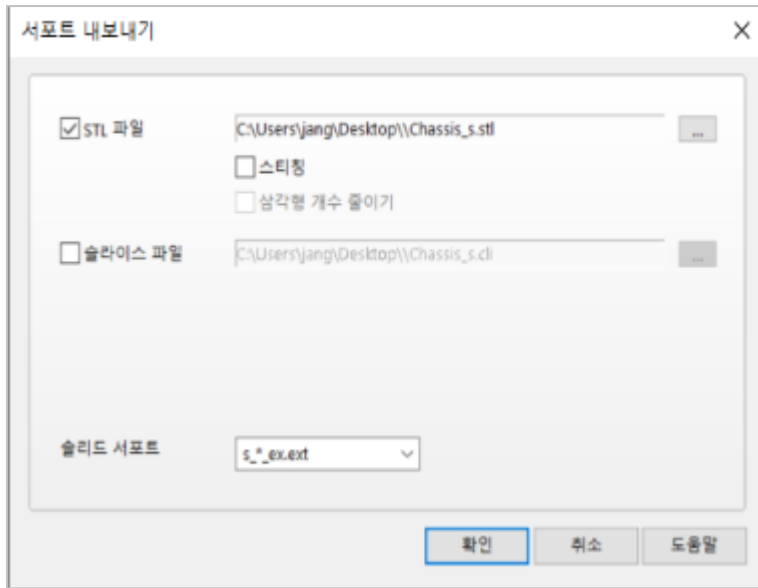 서포트 내보내기
STL 파일 C:\Users\jang\Desktop\\Chassis_s.stl ...
스티칭
삼각형 개수 줄이기
슬라이스 파일 C:\Users\jang\Desktop\\Chassis_s.cli ...
솔리드 서포트 s_*_ex.ext
확인 취소 도움말